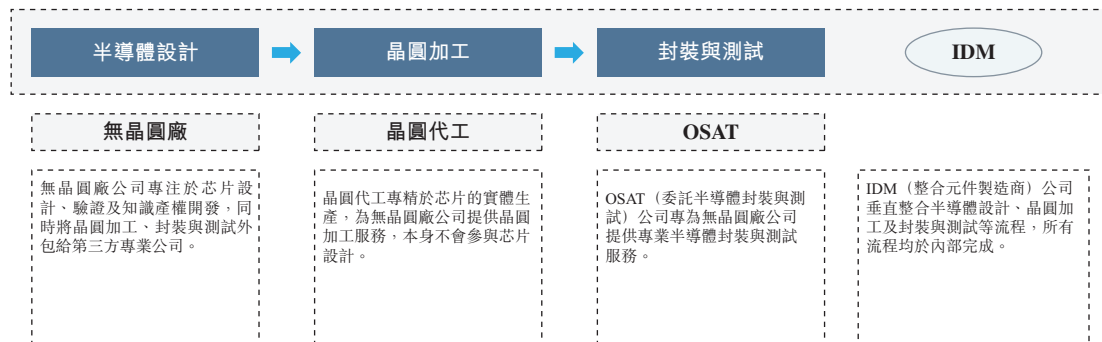 半導體設計
晶圓加工
封裝與測試
IDM
無晶圓廠
晶圓代工
OSAT
無晶圓廠公司專注於芯片設
計、驗證及知識產權開發，同
時將晶圓加工、封裝與測試外
包給第三方專業公司。
晶圓代工專精於芯片的實體生
產，為無晶圓廠公司提供晶圓
加工服務，本身不會參與芯片
設計。
OSAT（委託半導體封裝與測
試）公司專為無晶圓廠公司
提供專業半導體封裝與測試
服務。
IDM（整合元件製造商）公司
垂直整合半導體設計、晶圓加
工及封裝與測試等流程，所有
流程均於內部完成。